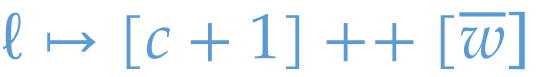 ℓ ↦ [c + 1] ++ [w̅]